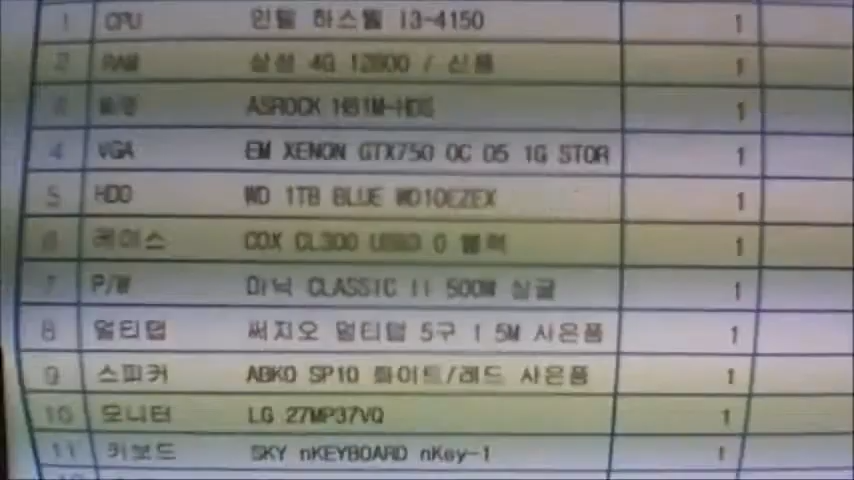 1 CPU 인텔 하스웰 I3-4150 1
2 RAM 삼성 4G 12800 / 신품 1
3 M/B ASROCK H81M-HDS 1
4 VGA EM XENON GTX750 OC D5 1G STOR 1
5 HDD WD 1TB BLUE WD10EZEX 1
6 케이스 COX CL300 USB3.0 블랙 1
7 P/W 마닉 CLASSIC II 500W 싱글 1
8 멀티탭 써지오 멀티탭 5구 1.5M 사은품 1
9 스피커 ABKO SP10 화이트/레드 사은품 1
10 모니터 LG 27MP37VQ 1
11 키보드 SKY nKEYBOARD nKey-1 1